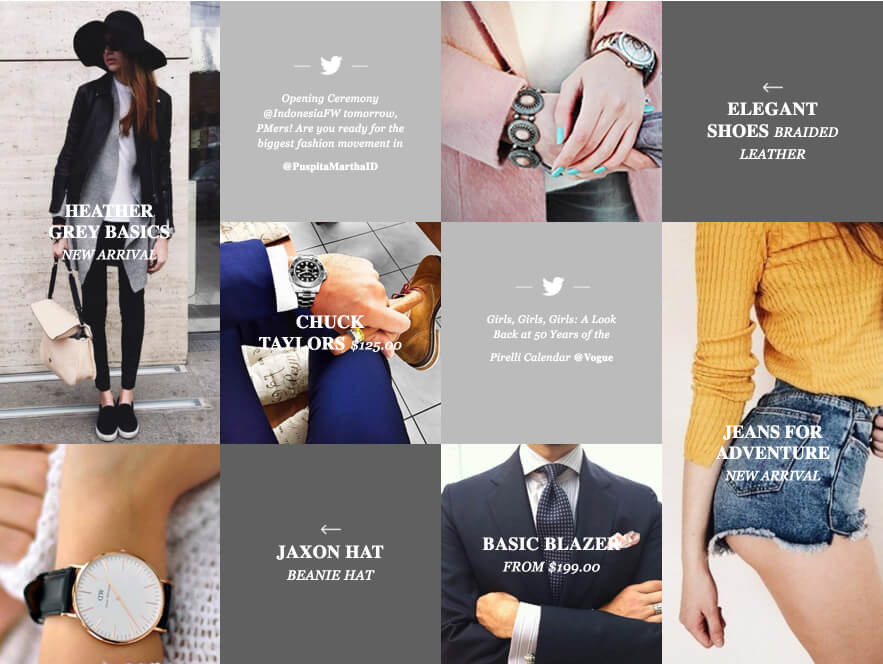 HEATHER
GREY BASICS
NEW ARRIVAL
Opening Ceremony
@IndonesiaFW tomorrow,
PMers! Are you ready for the
biggest fashion movement in
@PuspitaMarthaID
ELEGANT
SHOES BRAIDED
LEATHER
CHUCK
TAYLORS $125.00
Girls, Girls, Girls: A Look
Back at 50 Years of the
Pirelli Calendar @Vogue
JEANS FOR
ADVENTURE
NEW ARRIVAL
JAXON HAT
BEANIE HAT
BASIC BLAZER
FROM $199.00